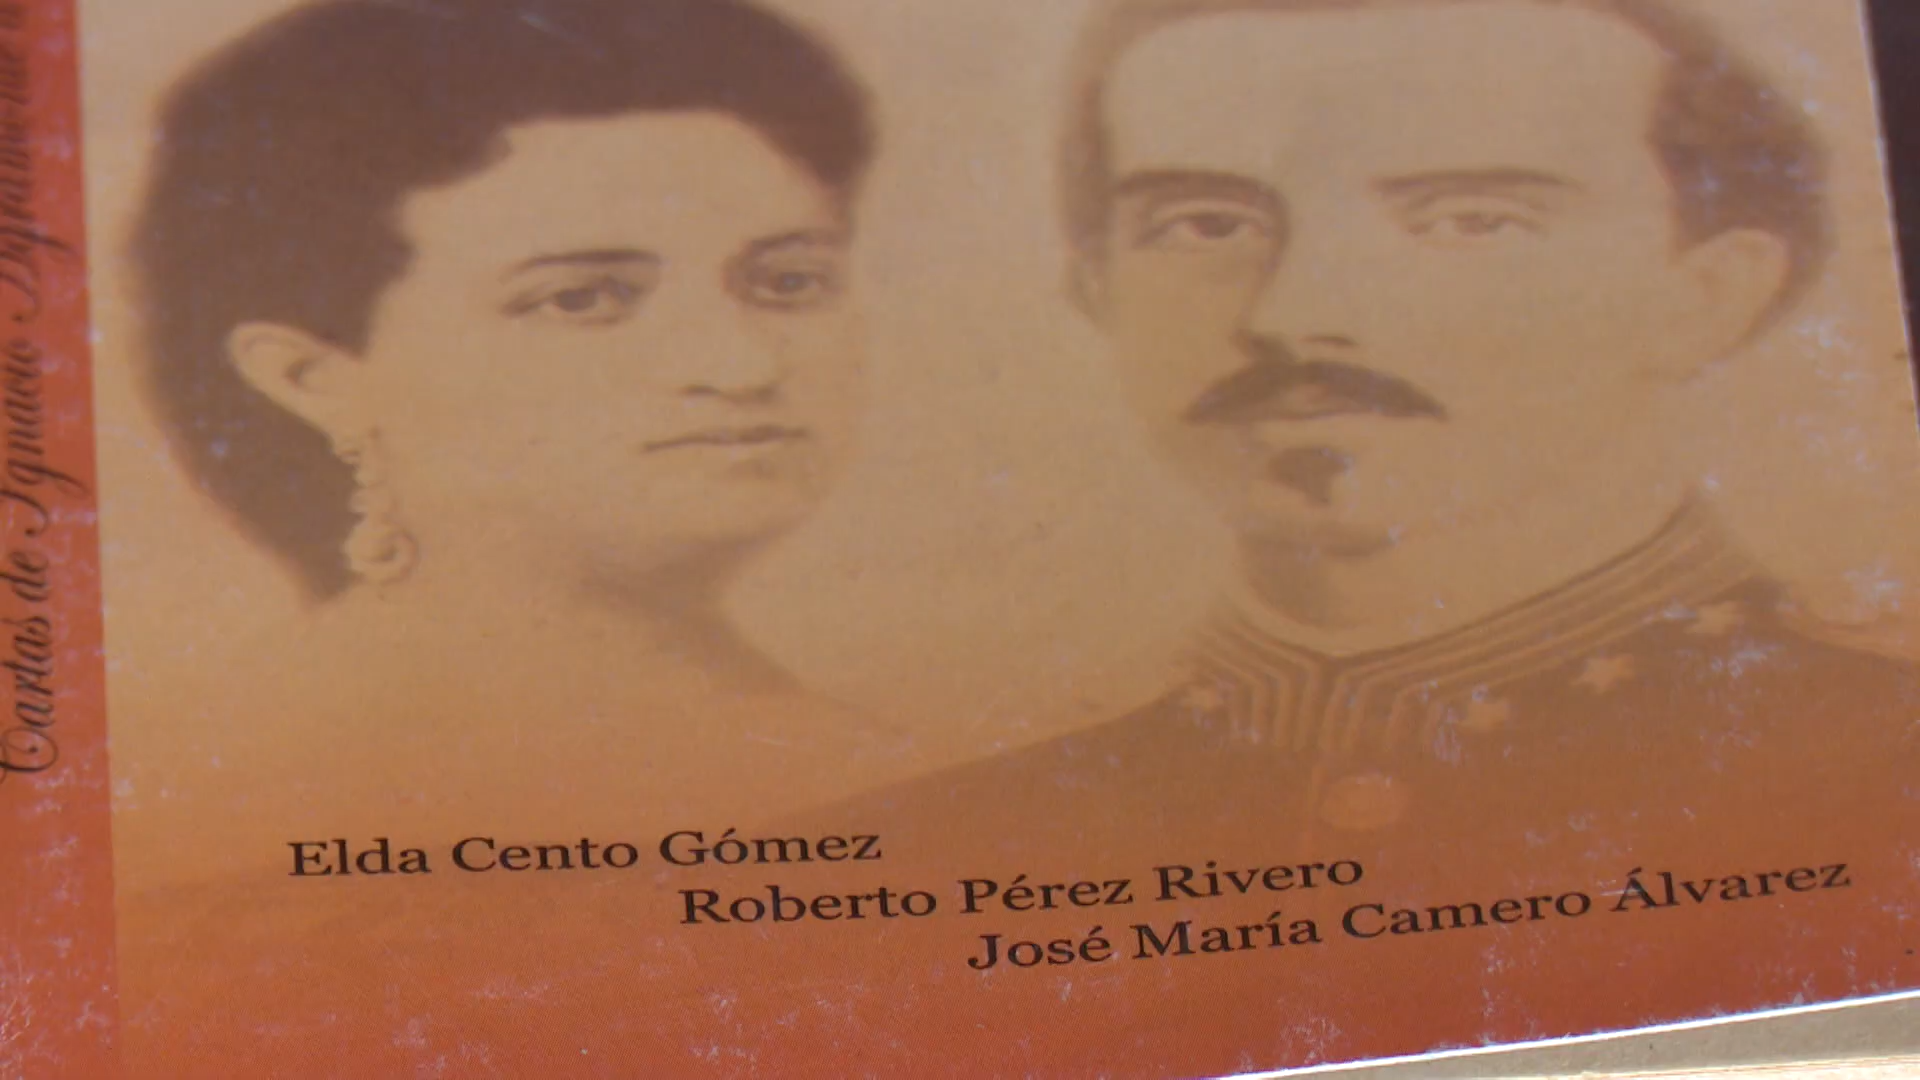 Cartas de Ignacio
Elda Cento Gómez
Roberto Pérez Rivero
José María Camero Álvarez